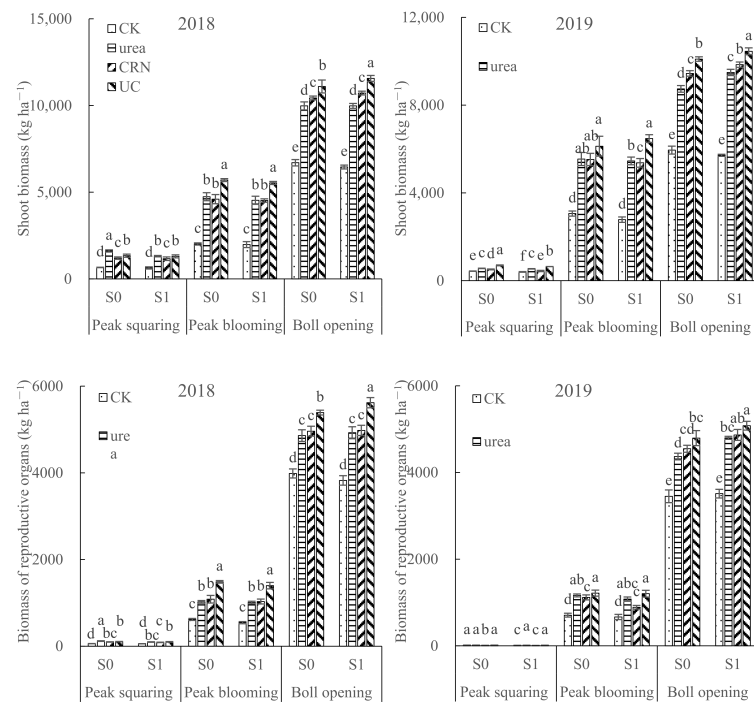 2018
15,000
10,000
5,000
0
Shoot biomass (kg ha−1)
CK
urea
CRN
UC
d a c b d b c b
c b b a c b b a
e d c b e d c a
S0 S1 S0 S1 S0 S1
Peak squaring Peak blooming Boll opening
2019
12,000
8,000
4,000
0
Shoot biomass (kg ha−1)
CK
urea
e c d a f c e b
c ab ab a d b c a
e d c b e c b a
S0 S1 S0 S1 S0 S1
Peak squaring Peak blooming Boll opening
2018
6000
4000
2000
0
Biomass of reproductive organs (kg ha−1)
CK
ure
a
d a bc b d bc c b
c b b a c b b a
d c c b d c c a
S0 S1 S0 S1 S0 S1
Peak squaring Peak blooming Boll opening
2019
6000
4000
2000
0
Biomass of reproductive organs (kg ha−1)
CK
urea
a a b a c a c a
d ab c a d abc c a
e d cd bc e bc ab a
S0 S1 S0 S1 S0 S1
Peak squaring Peak blooming Boll opening